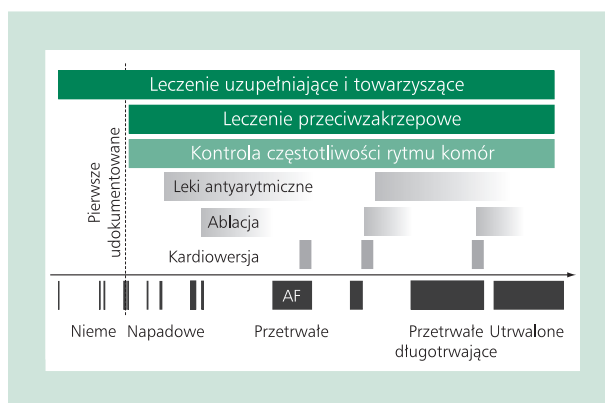 Leczenie uzupełniające i towarzyszące
Leczenie przeciwzakrzepowe
Kontrola częstotliwości rytmu komór
Pierwsze
udokumentowane
Leki antyarytmiczne
Ablacja
Kardiowersja
AF
Nieme
Napadowe
Przetrwałe
Przetrwałe
długotrwające
Utrwalone